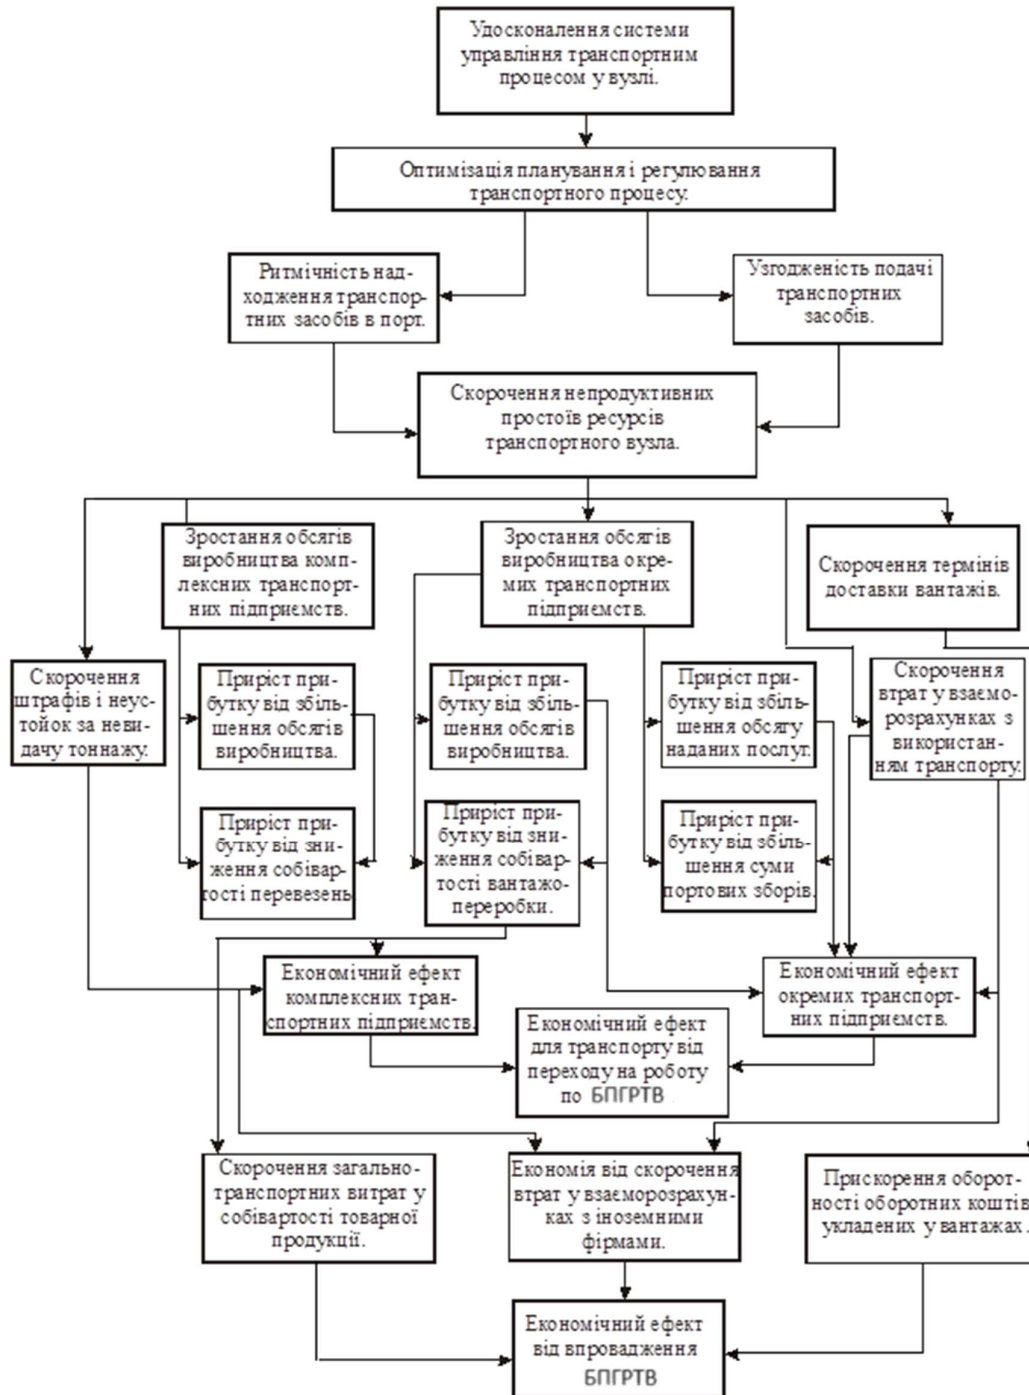 Удосконалення системи
управління транспортним
процесом у вузлі.
Оптимізація планування і регулювання
транспортного процесу.
Ритмічність над-
ходження транспор-
тних засобів в порт.
Узгодженість подачі
транспортних
засобів.
Скорочення непродуктивних
простоїв ресурсів
транспортного вузла.
Зростання обсягів
виробництва комп-
лексних транспорт-
них підприємств.
Зростання обсягів
виробництва окре-
мих транспортних
підприємств.
Скорочення термінів
доставки вантажів.
Скорочення
штрафів і неус-
тойок за неви-
дачу тоннажу.
Приріст при-
бутку від збіль-
шення обсягів
виробництва.
Приріст при-
бутку від збіль-
шення обсягів
виробництва.
Приріст при-
бутку від збіль-
шення обсягу
наданих послуг.
Скорочення
втрат у взаємо-
розрахунках з
використан-
ням транспорту.
Приріст при-
бутку від зни-
ження собівар-
тості перевезень.
Приріст при-
бутку від зни-
ження собівар-
тості вантажо-
переробки.
Приріст при-
бутку від збіль-
шення суми
портових зборів.
Економічний ефект
комплексних тран-
спортних підприємств.
Економічний ефект
окремих транспорт-
них підприємств.
Економічний ефект
для транспорту від
переходу на роботу
по БПГРТВ
Скорочення загально-
транспортних витрат у
собівартості товарної
продукції.
Економія від скорочення
втрат у взаєморозрахун-
ках з іноземними
фірмами.
Прискорення оборот-
ності оборотних коштів
укладених у вантажах.
Економічний ефект
від впровадження
БПГРТВ